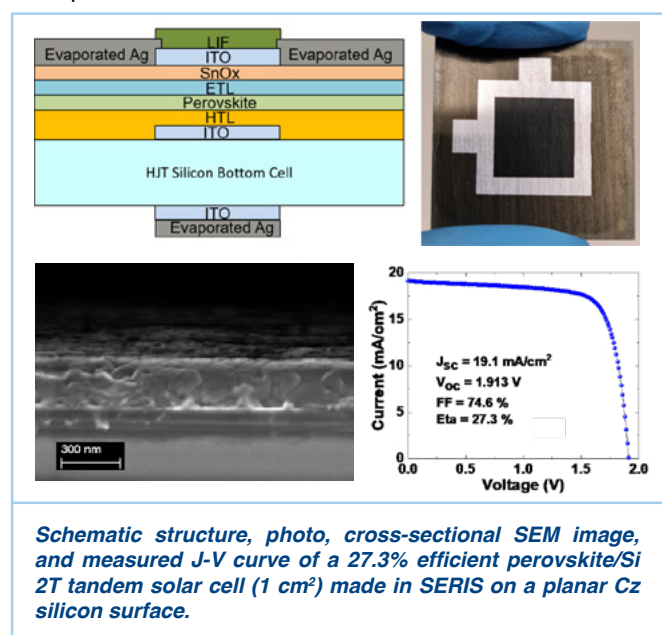 LIF
Evaporated Ag ITO Evaporated Ag
SnOx
ETL
Perovskite
HTL
ITO
HJT Silicon Bottom Cell
ITO
Evaporated Ag
300 nm
Current (mA/cm²)
20
15
10
5
0
Jsc = 19.1 mA/cm²
Voc = 1.913 V
FF = 74.6 %
Eta = 27.3 %
0.0 0.5 1.0 1.5 2.0
Voltage (V)
Schematic structure, photo, cross-sectional SEM image,
and measured J-V curve of a 27.3% efficient perovskite/Si
2T tandem solar cell (1 cm²) made in SERIS on a planar Cz
silicon surface.